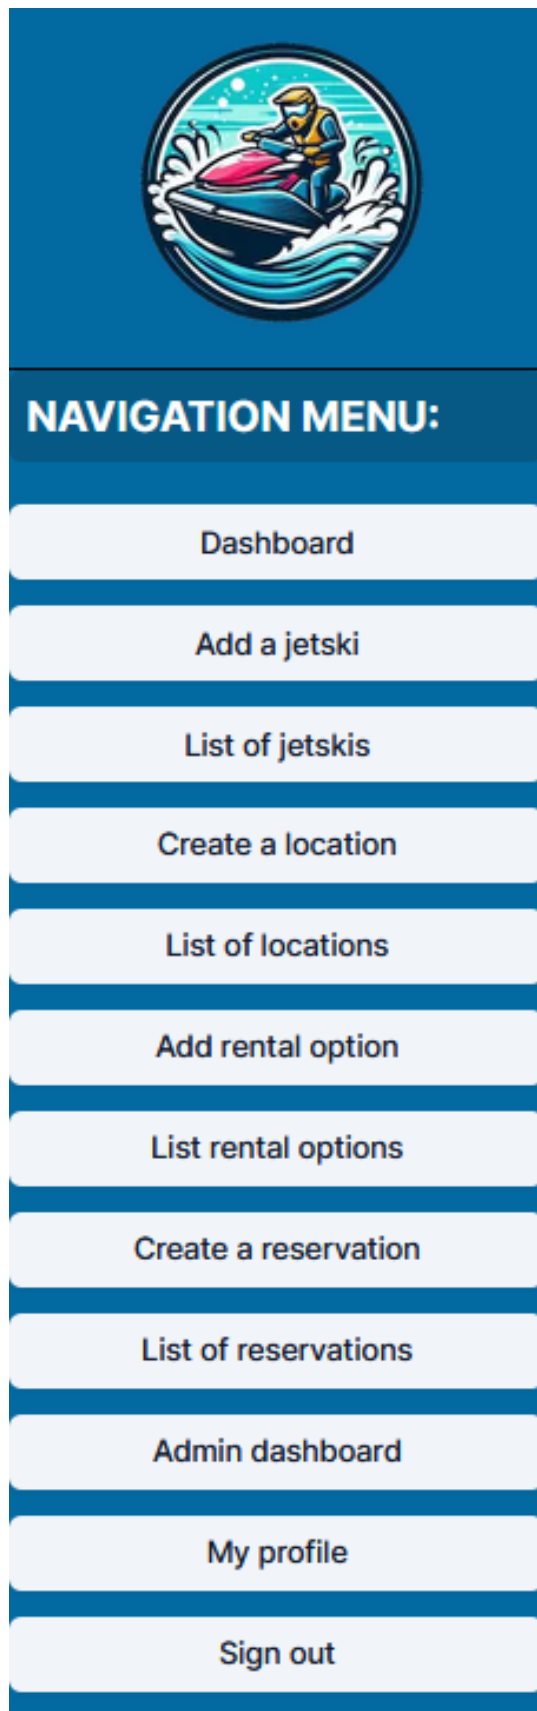 NAVIGATION MENU:
Dashboard
Add a jetski
List of jetskis
Create a location
List of locations
Add rental option
List rental options
Create a reservation
List of reservations
Admin dashboard
My profile
Sign out